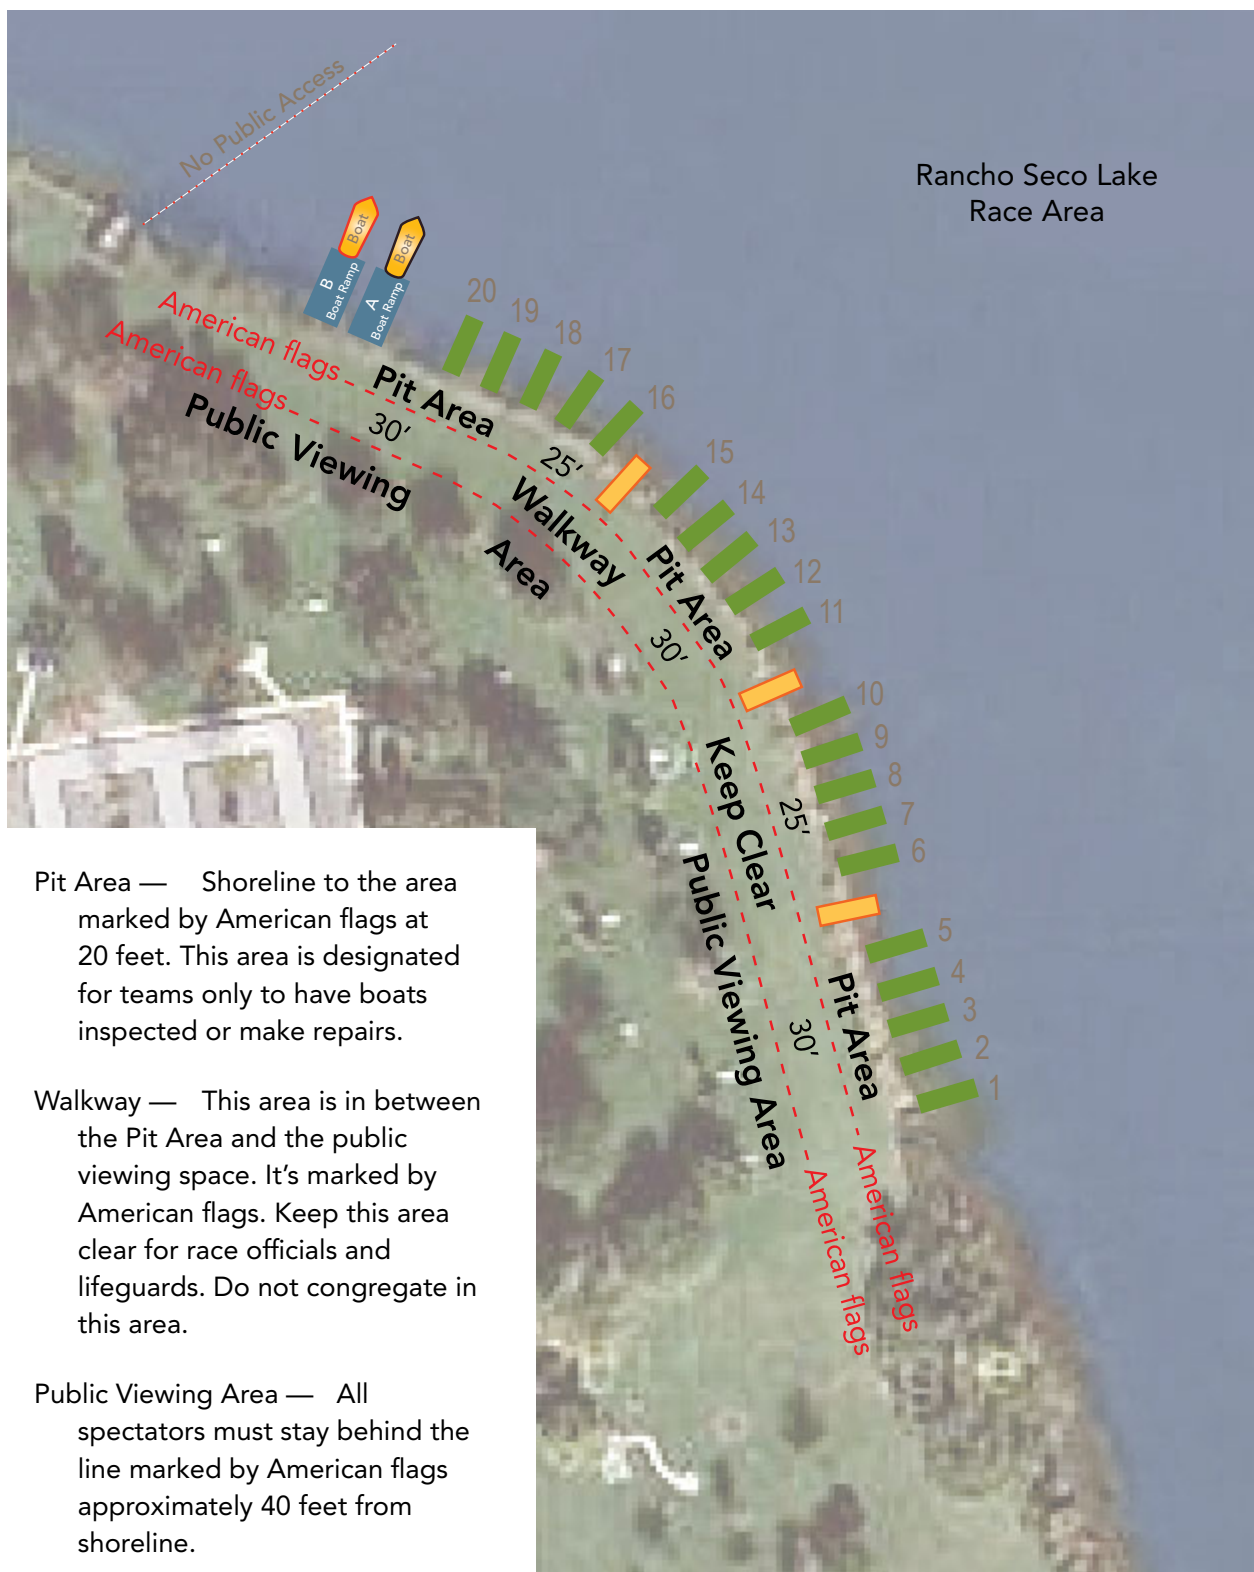 No Public Access
Rancho Seco Lake
Race Area
Boat
Boat
B
Boat Ramp
A
Boat Ramp
20
19
18
17
16
15
14
13
12
11
10
9
8
7
6
5
4
3
2
1
American flags
American flags
Pit Area
30’
25’
Public Viewing
Area
Walkway
Pit Area
30’
Keep Clear
25’
Public Viewing Area
30’
Pit Area
American flags
American flags
Pit Area — Shoreline to the area
marked by American flags at
20 feet. This area is designated
for teams only to have boats
inspected or make repairs.
Walkway — This area is in between
the Pit Area and the public
viewing space. It’s marked by
American flags. Keep this area
clear for race officials and
lifeguards. Do not congregate in
this area.
Public Viewing Area — All
spectators must stay behind the
line marked by American flags
approximately 40 feet from
shoreline.